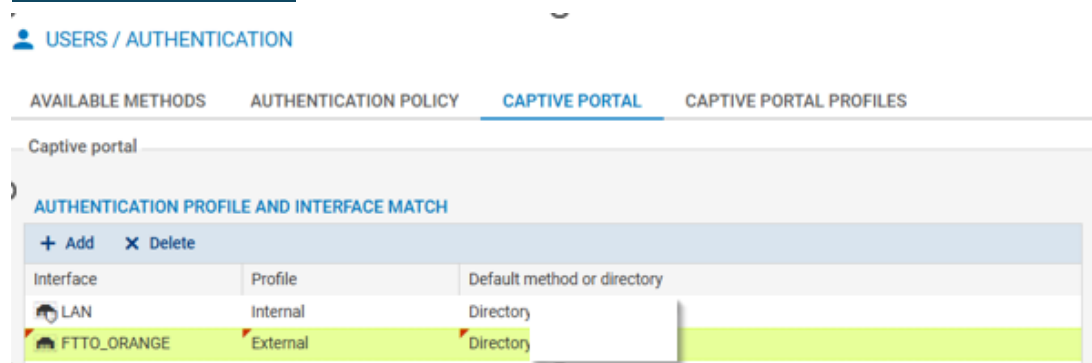 USERS / AUTHENTICATION
AVAILABLE METHODS AUTHENTICATION POLICY CAPTIVE PORTAL CAPTIVE PORTAL PROFILES
Captive portal
AUTHENTICATION PROFILE AND INTERFACE MATCH
+ Add × Delete
Interface Profile Default method or directory
LAN Internal Directory
FTTO_ORANGE External Directory